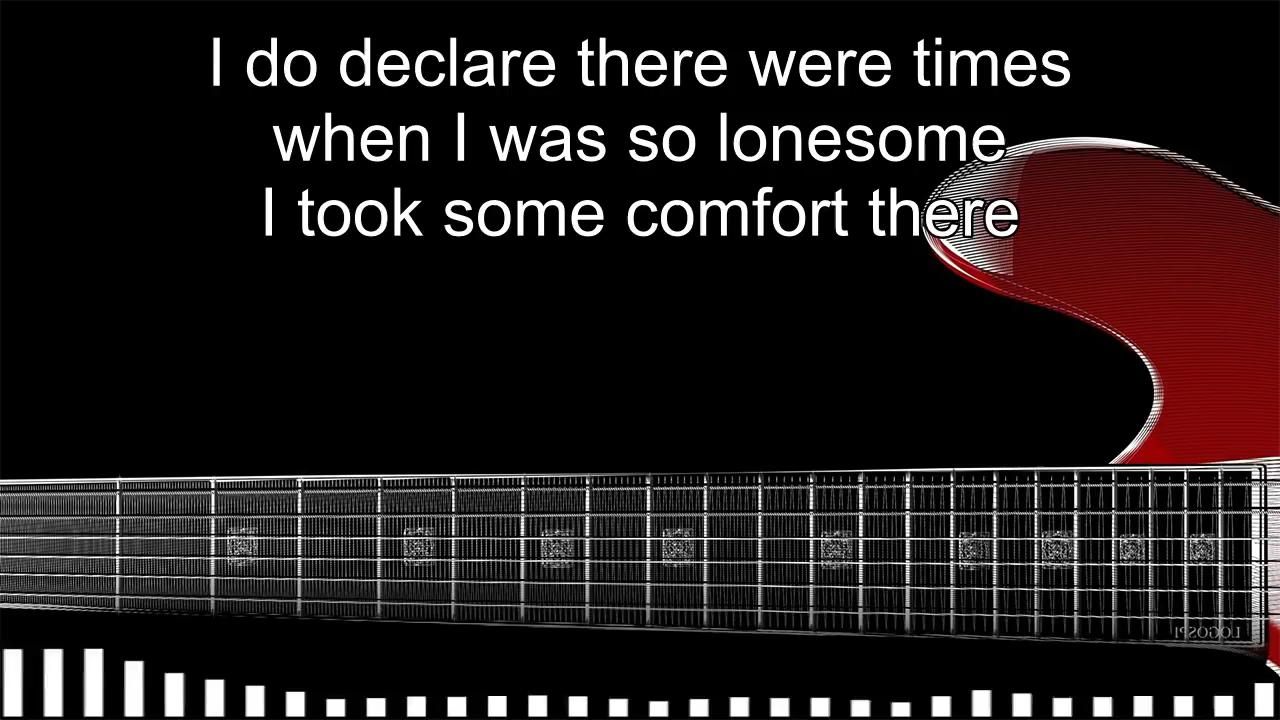 I do declare there were times
when I was so lonesome
I took some comfort there